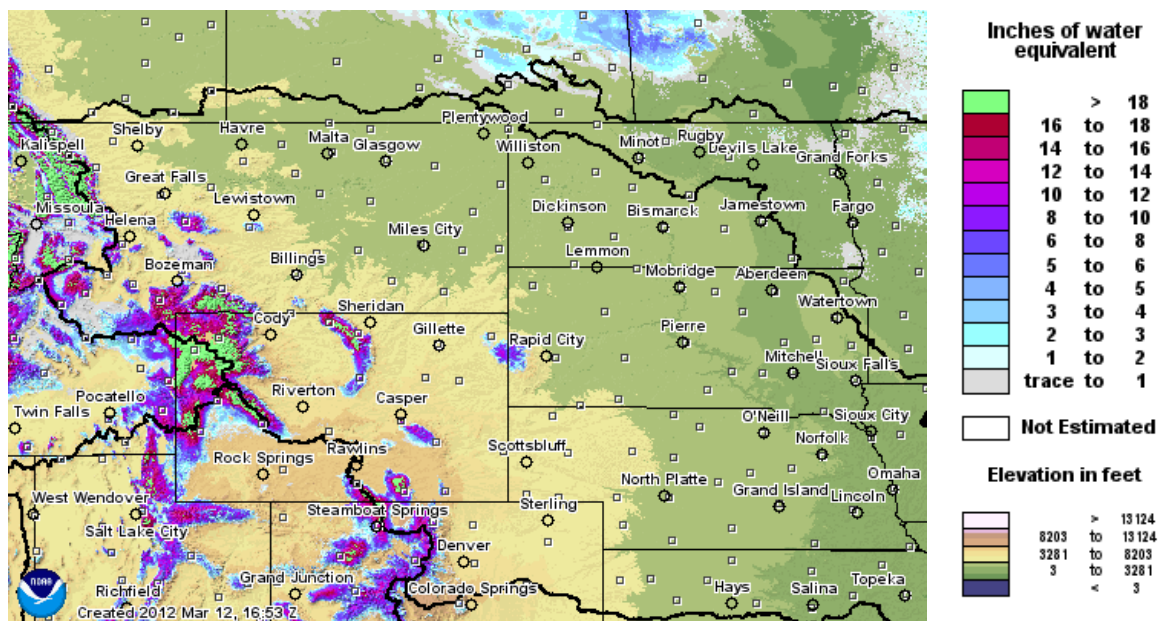 Inches of water
equivalent
> 18
16 to 18
14 to 16
12 to 14
10 to 12
8 to 10
6 to 8
5 to 6
4 to 5
3 to 4
2 to 3
1 to 2
trace to 1
Not Estimated
Elevation in feet
> 13124
8203 to 13124
3281 to 8203
3 to 3281
< 3
Plentywood
Shelby
Havre
Malta
Glasgow
Williston
Minot
Rugby
Devils Lake
Grand Forks
Kalispell
Great Falls
Lewistown
Missoula
Helena
Miles City
Dickinson
Bismarck
Jamestown
Fargo
Bozeman
Billings
Lemmon
Mobridge
Aberdeen
Watertown
Cody
Sheridan
Gillette
Rapid City
Pierre
Mitchell
Sioux Falls
Pocatello
Twin Falls
Riverton
Casper
O'Neill
Sioux City
Norfolk
Rock Springs
Rawlins
Scottsbluff
North Platte
Grand Island
Lincoln
Omaha
West Wendover
Salt Lake City
Steamboat Springs
Sterling
Denver
Grand Junction
Colorado Springs
Richfield
Hays
Salina
Topeka
NOAA
Created 2012 Mar 12, 16:53 Z